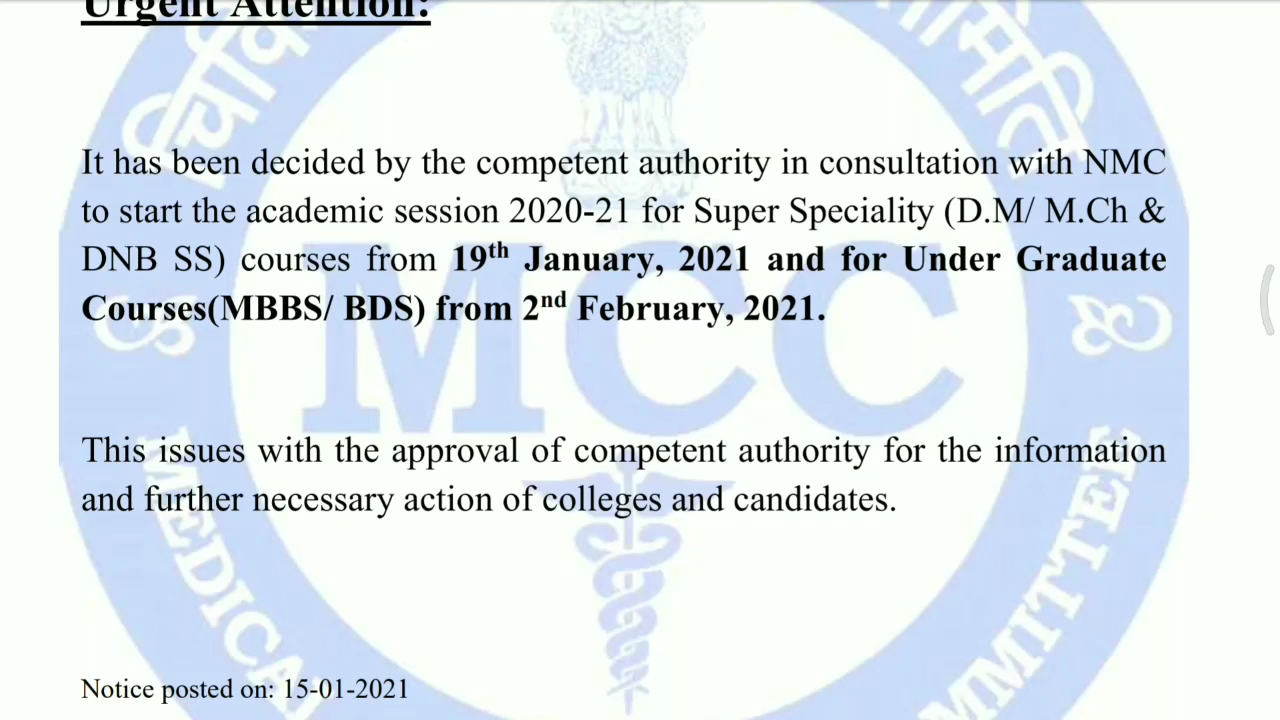 Urgent Attention:
It has been decided by the competent authority in consultation with NMC
to start the academic session 2020-21 for Super Speciality (D.M/ M.Ch &
DNB SS) courses from 19th January, 2021 and for Under Graduate
Courses(MBBS/ BDS) from 2nd February, 2021.
MCC
This issues with the approval of competent authority for the information
and further necessary action of colleges and candidates.
MEDICAL
Notice posted on: 15-01-2021